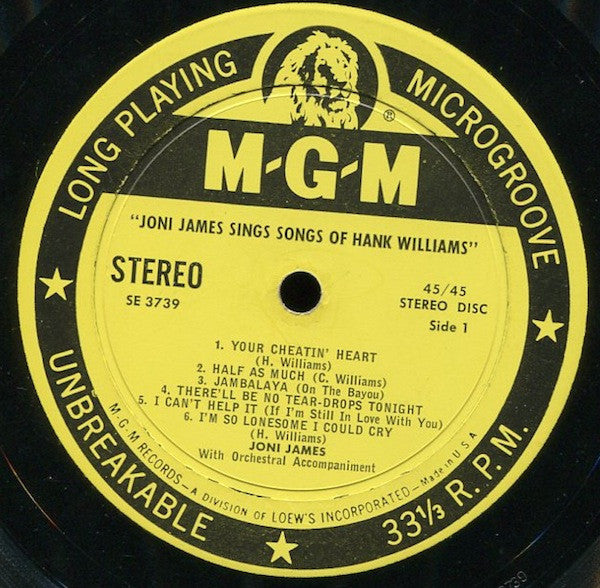 LONG PLAYING
MICROGROOVE
®
M-G-M
"JONI JAMES SINGS SONGS OF HANK WILLIAMS"
STEREO
SE 3739
45/45
STEREO DISC
Side 1
1. YOUR CHEATIN' HEART
(H. Williams)
2. HALF AS MUCH (C. Williams)
3. JAMBALAYA (On The Bayou)
4. THERE'LL BE NO TEAR-DROPS TONIGHT
5. I CAN'T HELP IT (If I'm Still In Love With You)
6. I'M SO LONESOME I COULD CRY
(H. Williams)
JONI JAMES
With Orchestral Accompaniment
M.G.M RECORDS—A DIVISION OF LOEW'S INCORPORATED—Made in U.S.A
UNBREAKABLE
33⅓ R.P.M.